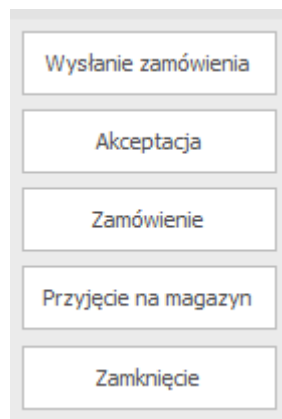 Wysłanie zamówienia
Akceptacja
Zamówienie
Przyjęcie na magazyn
Zamknięcie